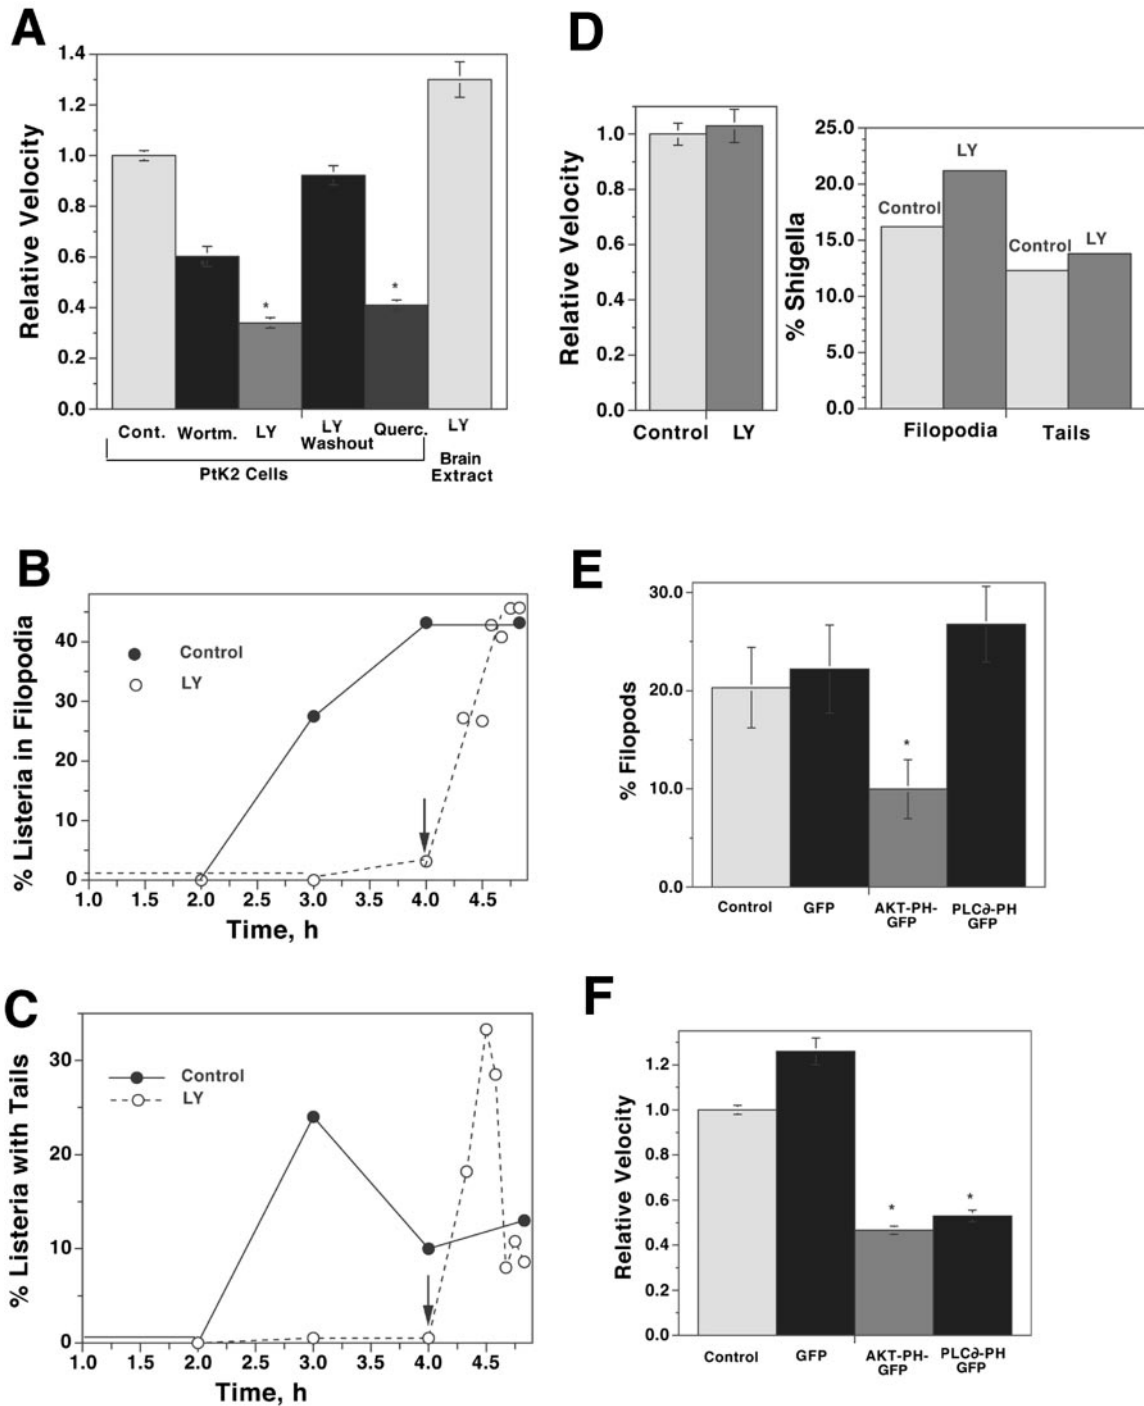 A
Relative Velocity
1.4
1.2
1.0
0.8
0.6
0.4
0.2
0.0
*
*
Cont. Wortm. LY LY Washout Querc. LY
PtK2 Cells
Brain Extract
D
Relative Velocity
1.0
0.8
0.6
0.4
0.2
0.0
Control LY
% Shigella
25.0
20.0
15.0
10.0
5.0
0.0
Control
LY
Control
LY
Filopodia Tails
B
% Listeria in Filopodia
40
30
20
10
0
Control
LY
1.0 1.5 2.0 2.5 3.0 3.5 4.0 4.5
Time, h
E
% Filopods
30.0
20.0
10.0
0.0
*
Control GFP AKT-PH-GFP PLC∂-PH GFP
C
% Listeria with Tails
30
20
10
0
Control
LY
1.0 1.5 2.0 2.5 3.0 3.5 4.0 4.5
Time, h
F
Relative Velocity
1.2
1.0
0.8
0.6
0.4
0.2
0.0
*
*
Control GFP AKT-PH-GFP PLC∂-PH GFP